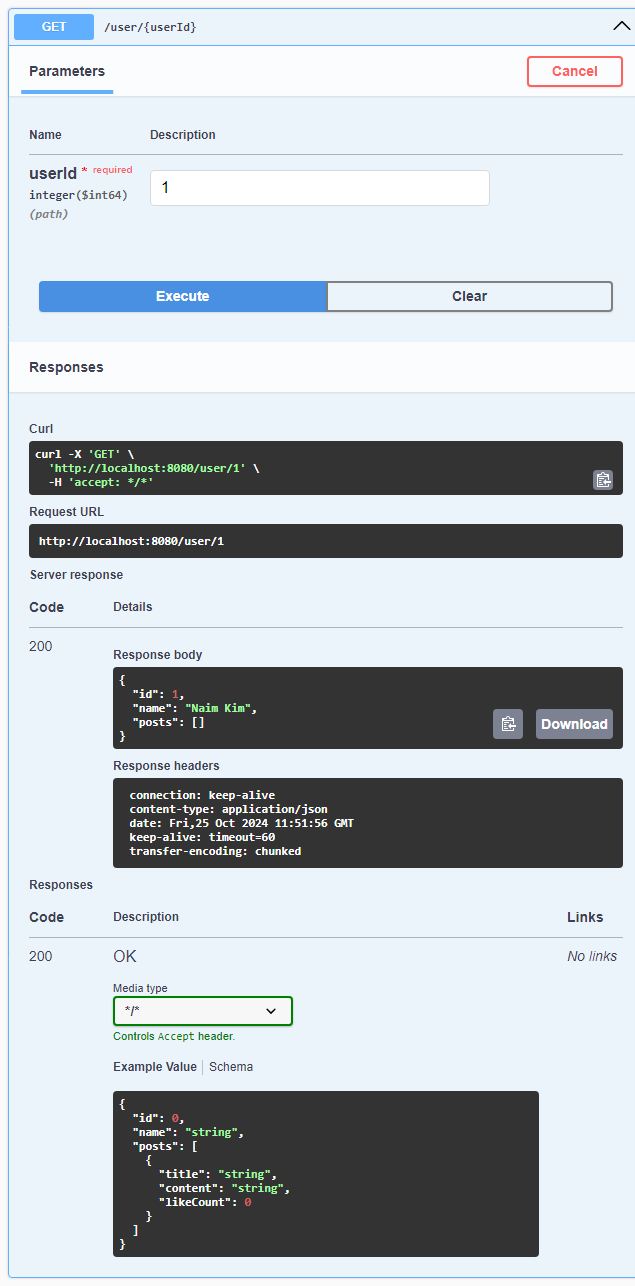 GET /user/{userId}
Parameters Cancel
Name Description
userId * required
integer($int64)
(path)
1
Execute Clear
Responses
Curl
curl -X 'GET' \
  'http://localhost:8080/user/1' \
  -H 'accept: */*'
Request URL
http://localhost:8080/user/1
Server response
Code Details
200
Response body
{
  "id": 1,
  "name": "Naim Kim",
  "posts": []
}
Download
Response headers
connection: keep-alive
content-type: application/json
date: Fri,25 Oct 2024 11:51:56 GMT
keep-alive: timeout=60
transfer-encoding: chunked
Responses
Code Description Links
200 OK No links
Media type
*/*
Controls Accept header.
Example Value Schema
{
  "id": 0,
  "name": "string",
  "posts": [
    {
      "title": "string",
      "content": "string",
      "likeCount": 0
    }
  ]
}